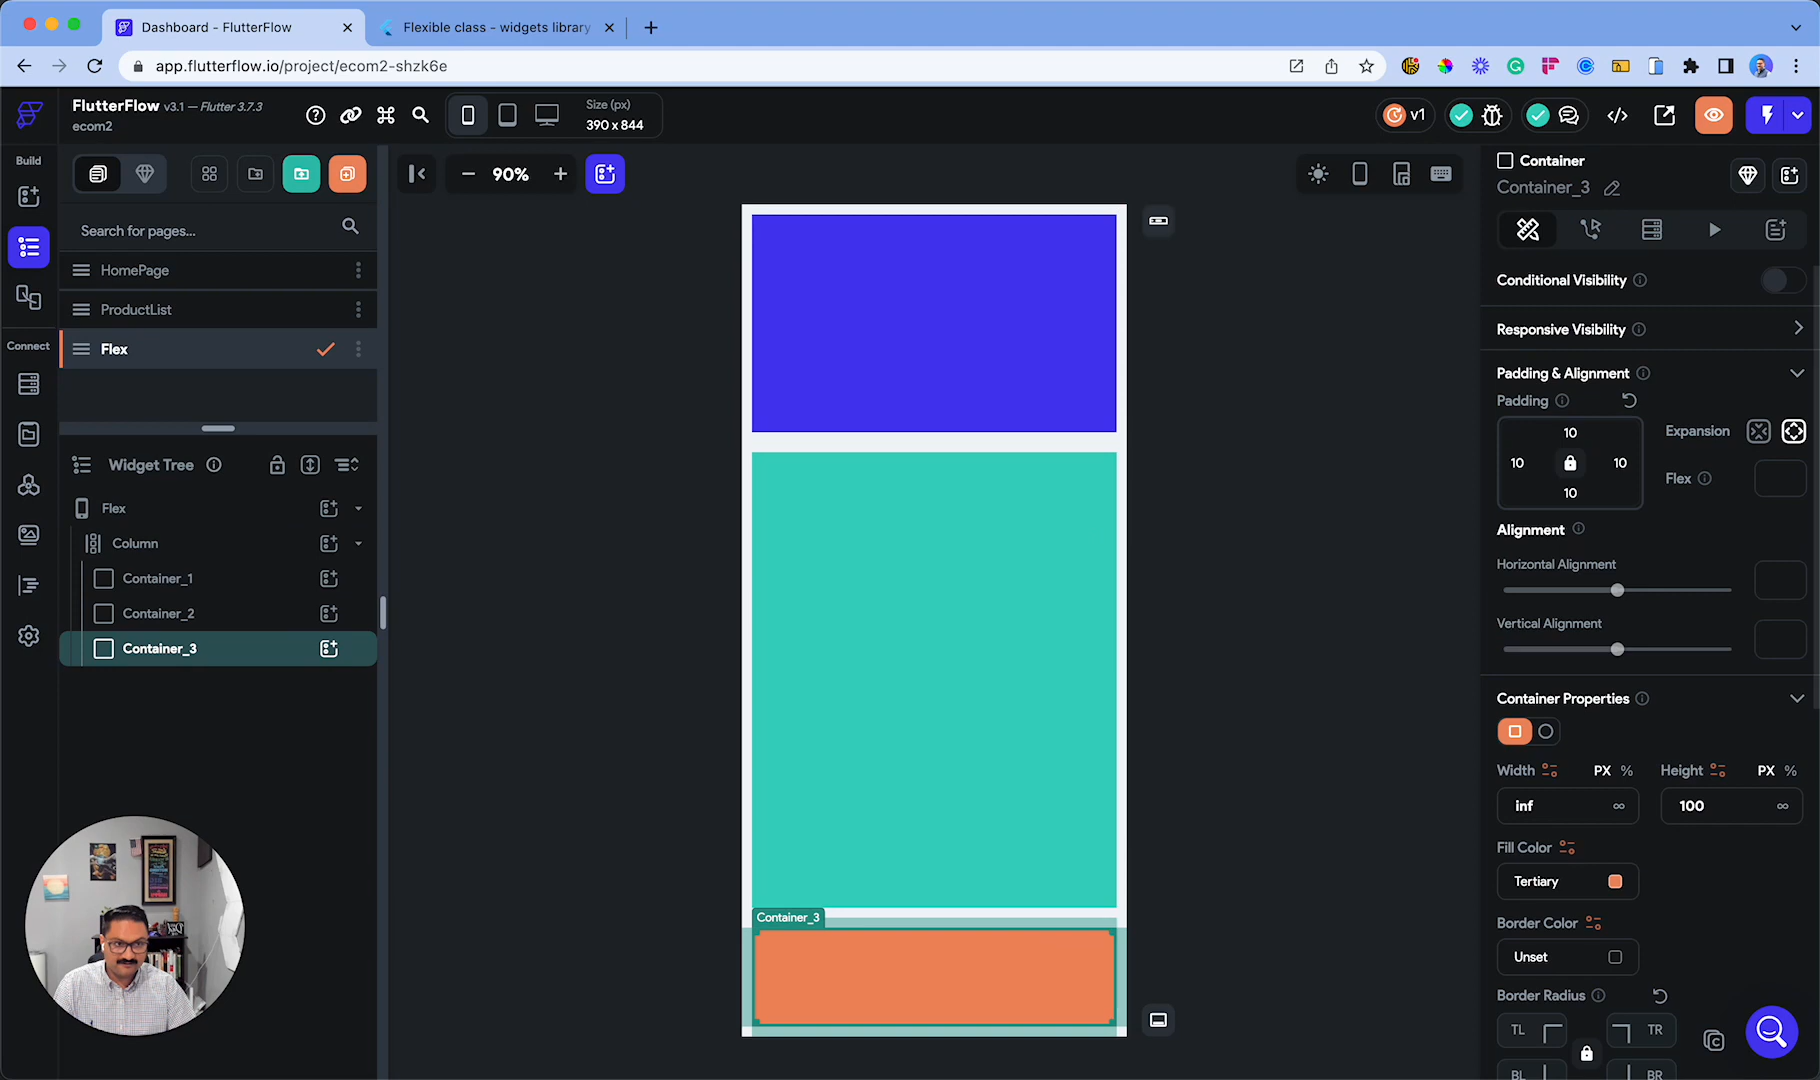 Dashboard - FlutterFlow
Flexible class - widgets library
app.flutterflow.io/project/ecom2-shzk6e
FlutterFlow v3.1 — Flutter 3.7.3
ecom2
Size (px)
390 x 844
v1
Build
90%
Container
Container_3
Search for pages...
HomePage
ProductList
Connect
Flex
Conditional Visibility
Responsive Visibility
Padding & Alignment
Padding
10
10
10
10
Expansion
Flex
Widget Tree
Flex
Column
Container_1
Container_2
Container_3
Alignment
Horizontal Alignment
Vertical Alignment
Container Properties
Width PX %
Height PX %
inf
100
Fill Color
Tertiary
Container_3
Border Color
Unset
Border Radius
TL
TR
BL
BR